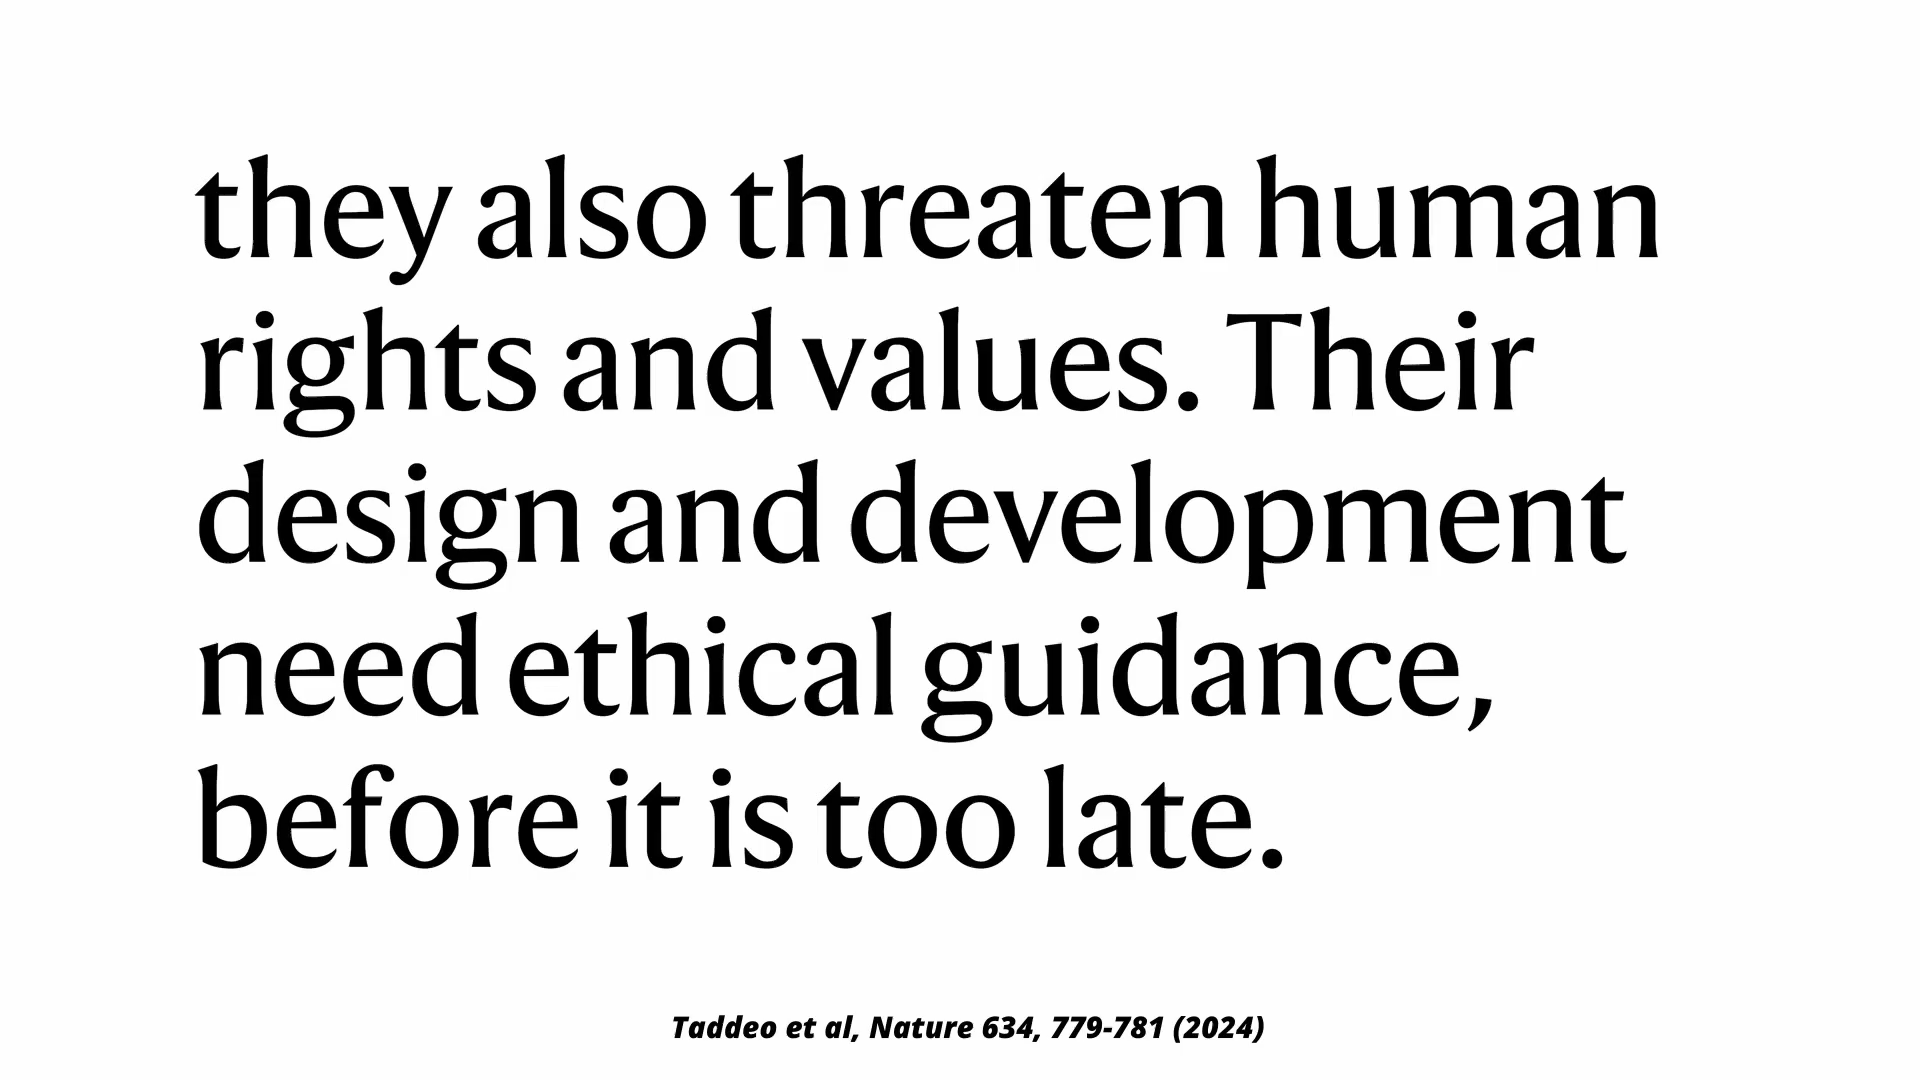 they also threaten human
rights and values. Their
design and development
need ethical guidance,
before it is too late.
Taddeo et al, Nature 634, 779-781 (2024)